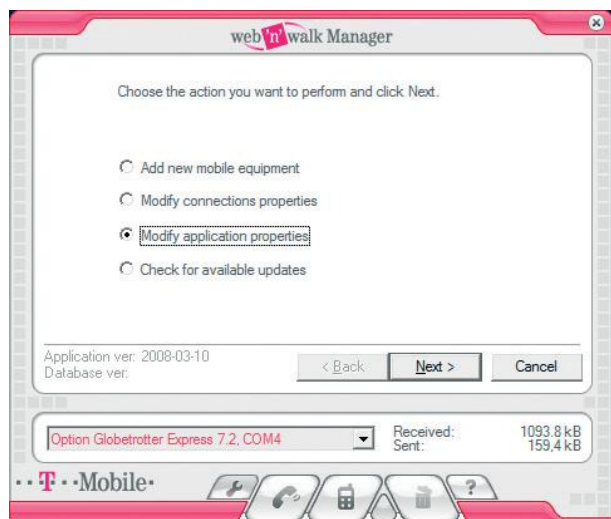 web'n'walk Manager
Choose the action you want to perform and click Next.
Add new mobile equipment
Modify connections properties
Modify application properties
Check for available updates
Application ver: 2008-03-10
Database ver:
< Back
Next >
Cancel
Option Globetrotter Express 7.2, COM4
Received: 1093.8 kB
Sent: 159,4 kB
··T··Mobile·
?